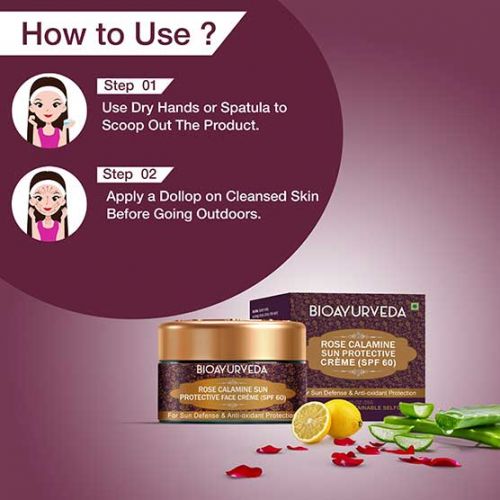 How to Use ?
Step 01
Use Dry Hands or Spatula to
Scoop Out The Product.
Step 02
Apply a Dollop on Cleansed Skin
Before Going Outdoors.
BIOAYURVEDA
ROSE CALAMINE
SUN PROTECTIVE
CRÈME (SPF 60)
For Sun Defense & Anti-oxidant Protection
BIOAYURVEDA
ROSE CALAMINE SUN
PROTECTIVE FACE CRÈME (SPF 60)
For Sun Defense & Anti-oxidant Protection